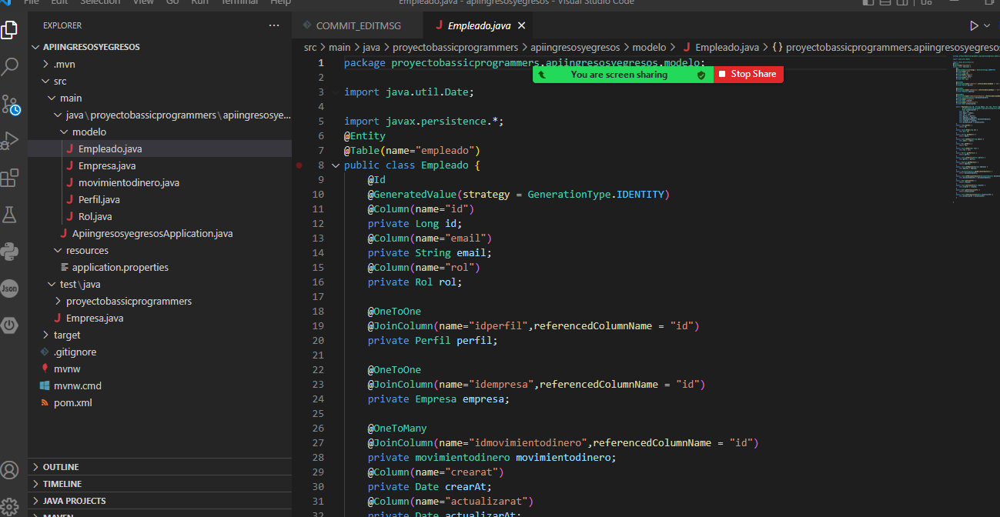 File Edit Selection View Go Run Terminal Help
Empleado.java - apiingresosyegresos - Visual Studio Code
EXPLORER
APIINGRESOSYEGRESOS
.mvn
src
main
java\proyectobassicprogrammers\apiingresosye...
modelo
Empleado.java
Empresa.java
movimientodinero.java
Perfil.java
Rol.java
ApiingresosyegresosApplication.java
resources
application.properties
test\java
proyectobassicprogrammers
Empresa.java
target
.gitignore
mvnw
mvnw.cmd
pom.xml
OUTLINE
TIMELINE
JAVA PROJECTS
MAVEN
Json
COMMIT_EDITMSG
Empleado.java
src > main > java > proyectobassicprogrammers > apiingresosyegresos > modelo > Empleado.java > {} proyectobassicprogrammers.apiingresosyegres
You are screen sharing
Stop Share
1 package proyectobassicprogrammers.apiingresosyegresos.modelo;
2
3 import java.util.Date;
4
5 import javax.persistence.*;
6 @Entity
7 @Table(name="empleado")
8 public class Empleado {
9 @Id
10 @GeneratedValue(strategy = GenerationType.IDENTITY)
11 @Column(name="id")
12 private Long id;
13 @Column(name="email")
14 private String email;
15 @Column(name="rol")
16 private Rol rol;
17
18 @OneToOne
19 @JoinColumn(name="idperfil",referencedColumnName = "id")
20 private Perfil perfil;
21
22 @OneToOne
23 @JoinColumn(name="idempresa",referencedColumnName = "id")
24 private Empresa empresa;
25
26 @OneToMany
27 @JoinColumn(name="idmovimientodinero",referencedColumnName = "id")
28 private movimientodinero movimientodinero;
29 @Column(name="crearat")
30 private Date crearAt;
31 @Column(name="actualizarat")
32 private Date actualizarAt;